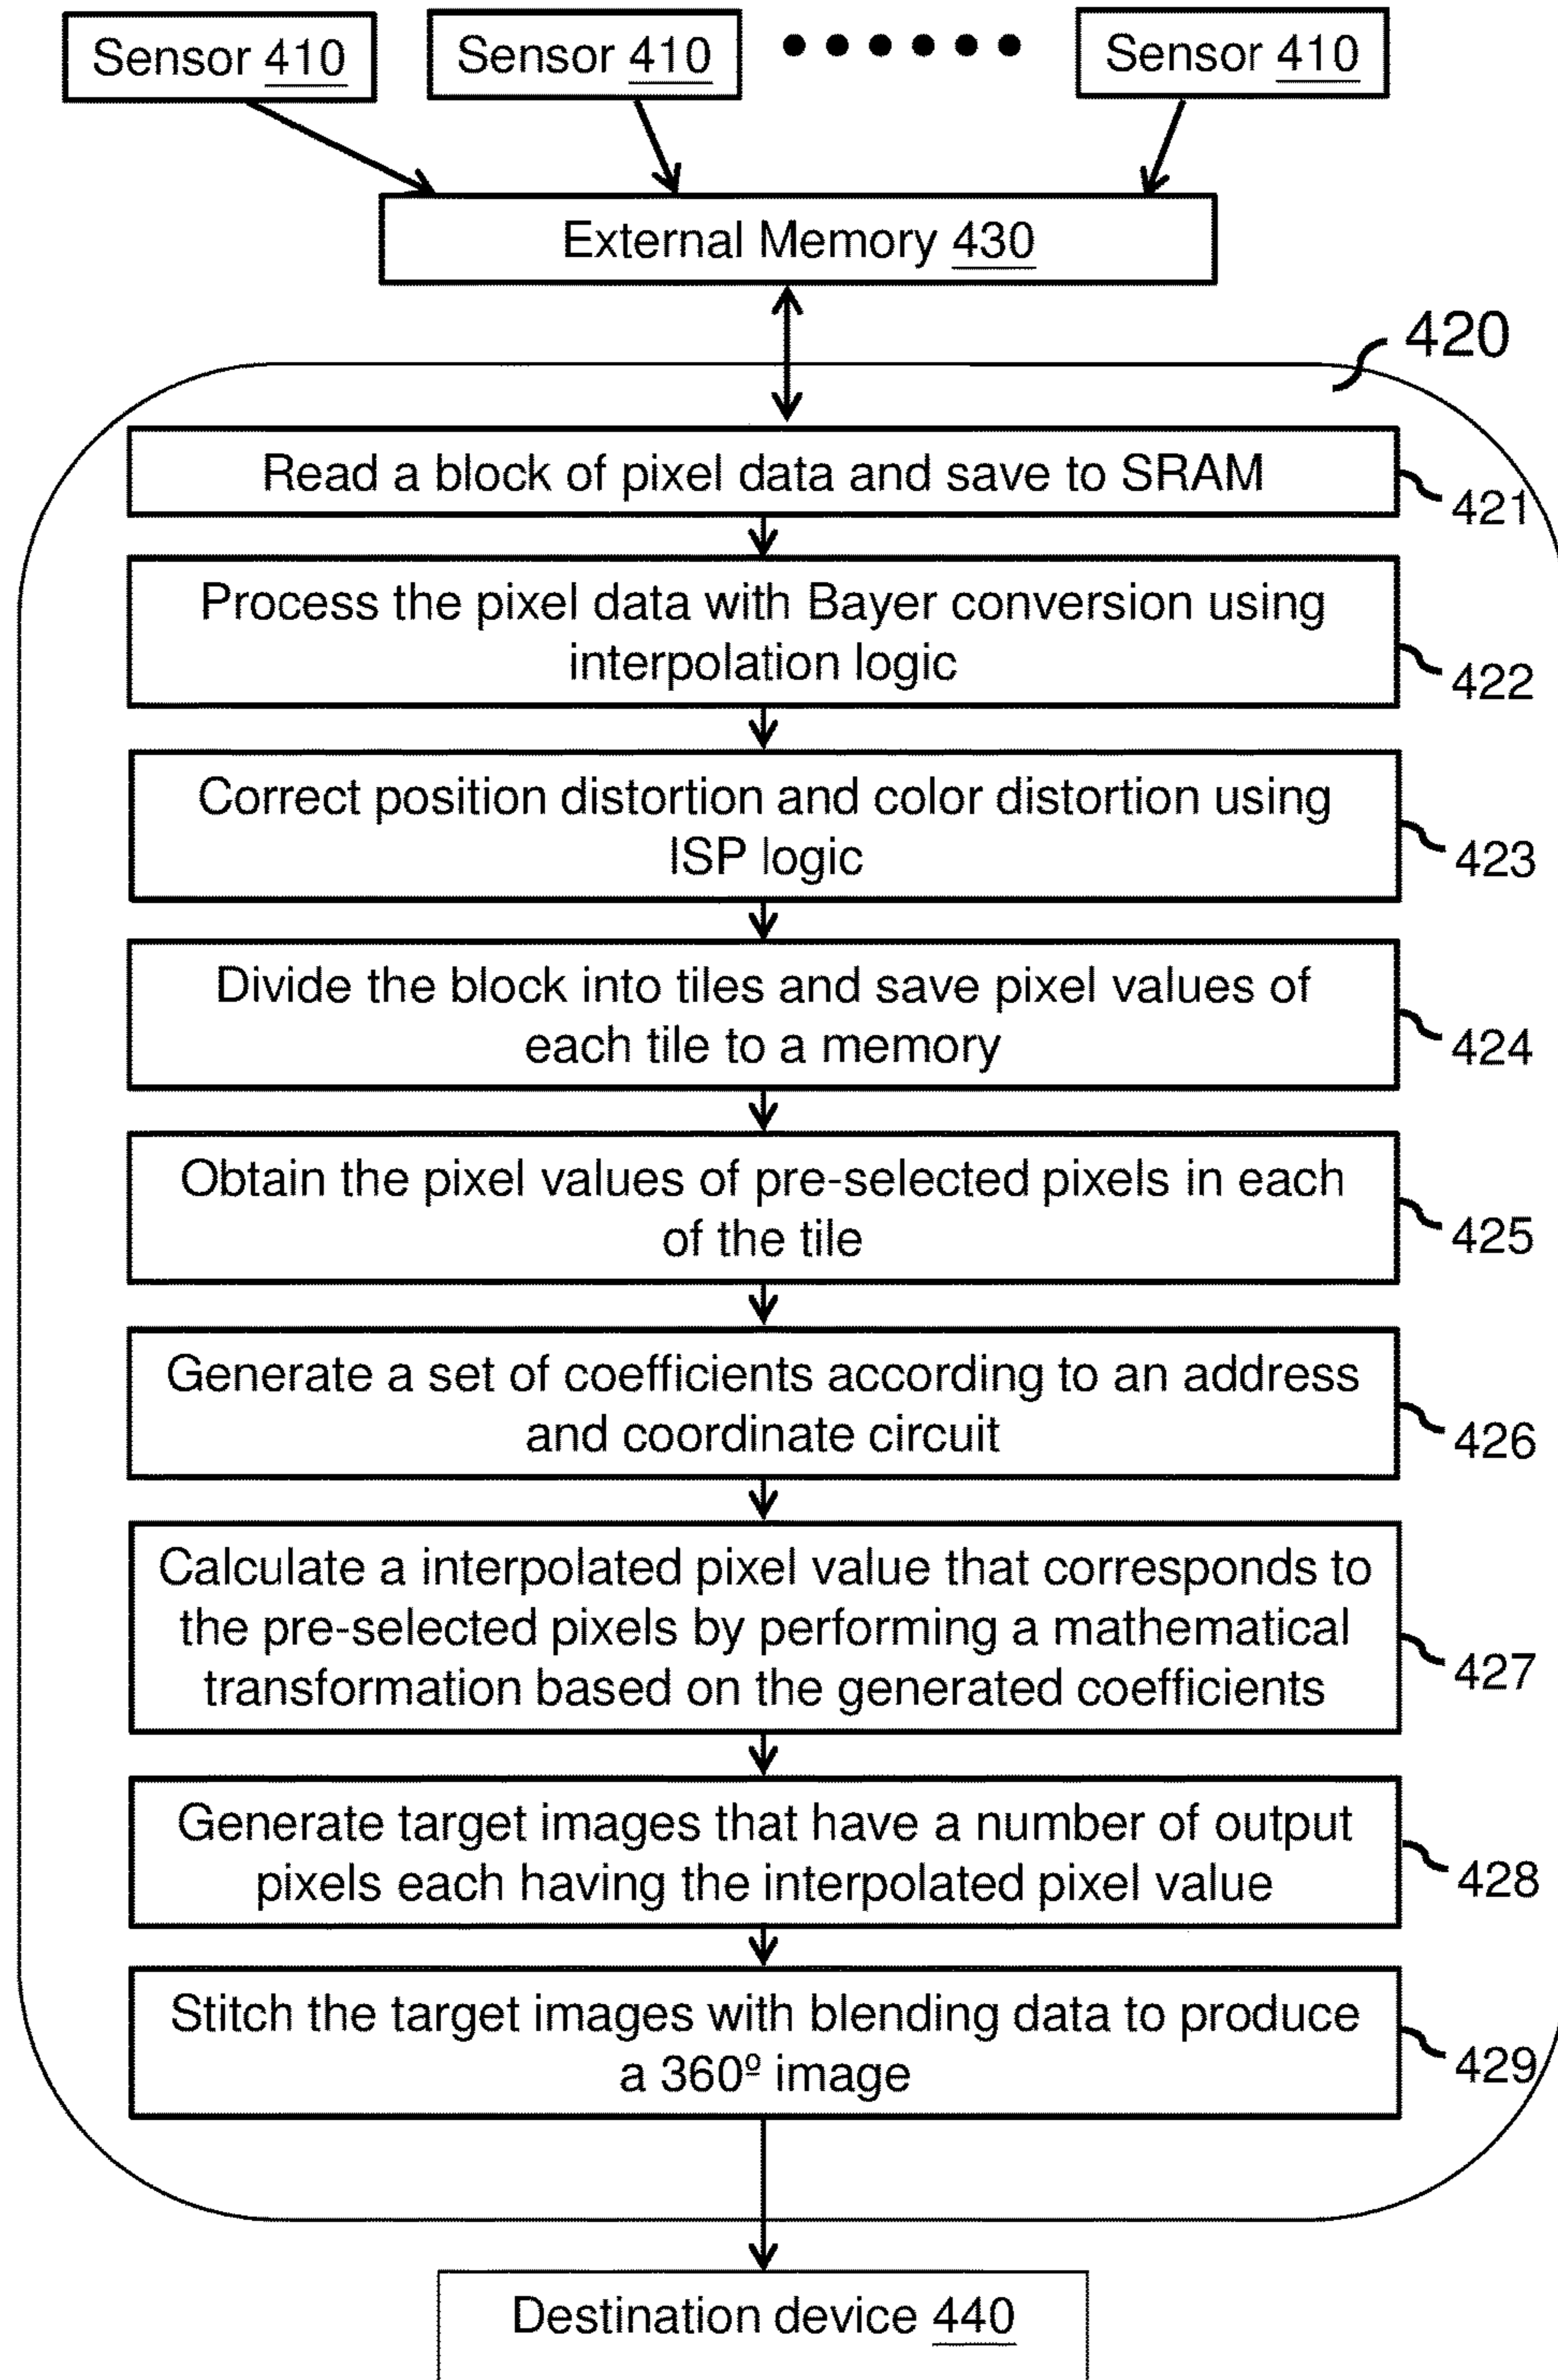 Sensor 410
Sensor 410
Sensor 410
External Memory 430
420
Read a block of pixel data and save to SRAM
421
Process the pixel data with Bayer conversion using
interpolation logic
422
Correct position distortion and color distortion using
ISP logic
423
Divide the block into tiles and save pixel values of
each tile to a memory
424
Obtain the pixel values of pre-selected pixels in each
of the tile
425
Generate a set of coefficients according to an address
and coordinate circuit
426
Calculate a interpolated pixel value that corresponds to
the pre-selected pixels by performing a mathematical
transformation based on the generated coefficients
427
Generate target images that have a number of output
pixels each having the interpolated pixel value
428
Stitch the target images with blending data to produce
a 360º image
429
Destination device 440